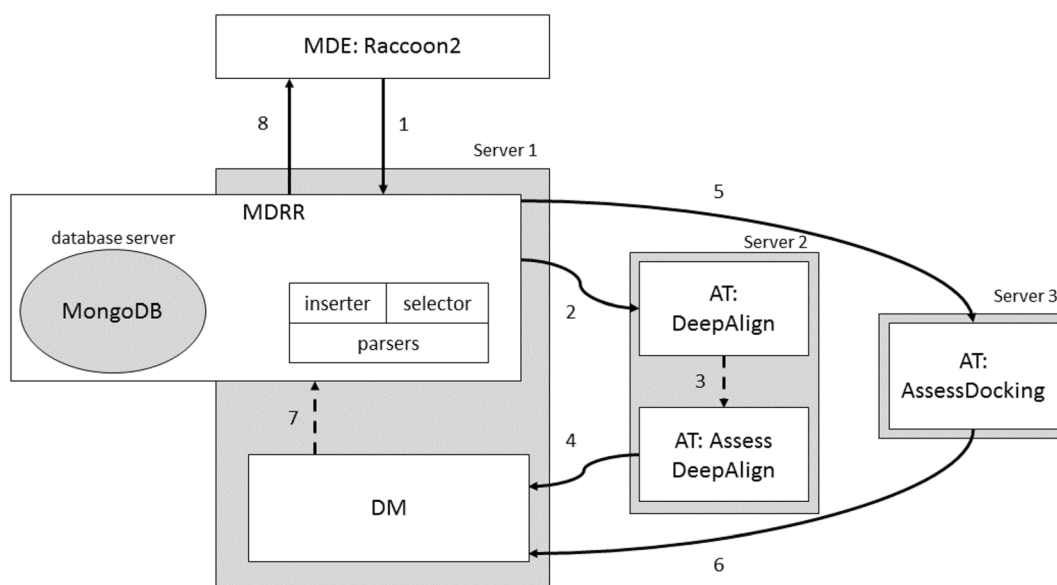 MDE: Raccoon2
8
1
Server 1
5
MDRR
database server
MongoDB
inserter
selector
parsers
2
Server 2
AT:
DeepAlign
3
AT: Assess
DeepAlign
Server 3
AT:
AssessDocking
7
4
DM
6